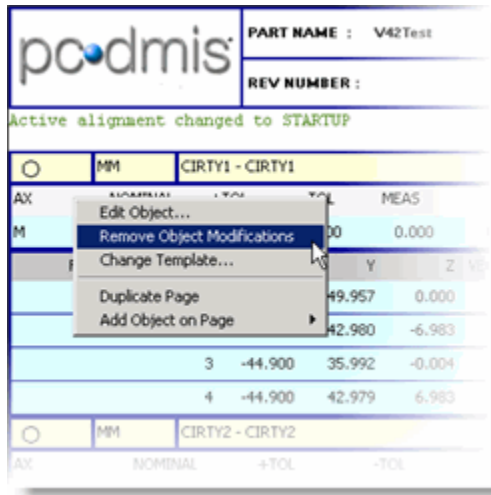 pc dmis
PART NAME : V42Test
REV NUMBER :
Active alignment changed to STARTUP
MM CIRTY1 - CIRTY1
AX NOMINAL +TOL TOL MEAS
M 00 0.000
Y Z
49.957 0.000
42.980 -6.983
3 -44.900 35.992 -0.004
4 -44.900 42.979 6.983
MM CIRTY2 - CIRTY2
AX NOMINAL +TOL -TOL
Edit Object...
Remove Object Modifications
Change Template...
Duplicate Page
Add Object on Page